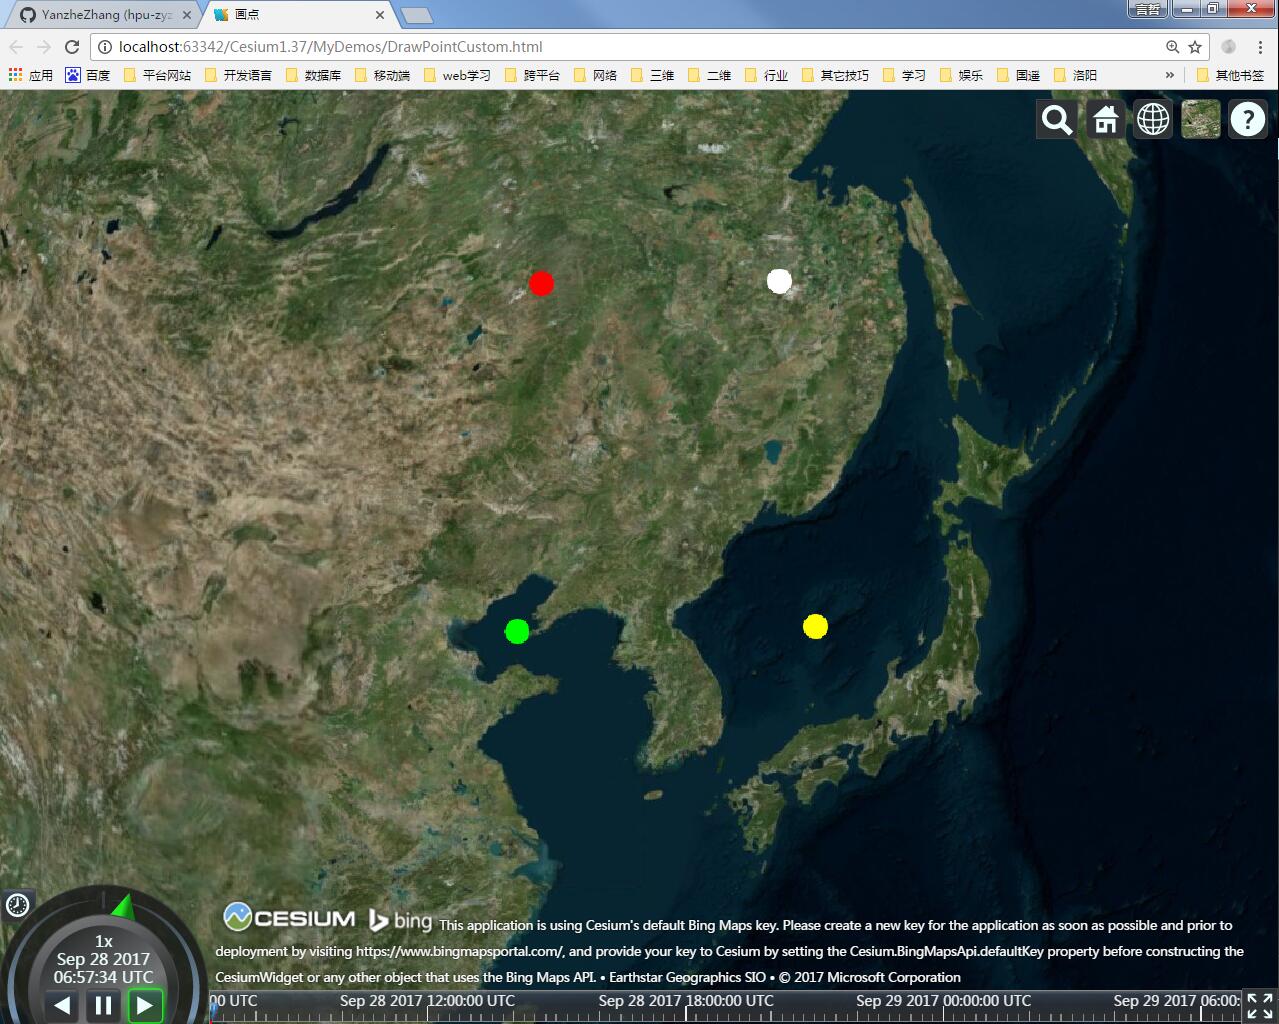 YanzheZhang (hpu-zyz
画点
言哲
localhost:63342/Cesium1.37/MyDemos/DrawPointCustom.html
应用 百度 平台网站 开发语言 数据库 移动端 web学习 跨平台 网络 三维 二维 行业 其它技巧 学习 娱乐 国遥 洛阳 » 其他书签
?
CESIUM bing This application is using Cesium's default Bing Maps key. Please create a new key for the application as soon as possible and prior to
deployment by visiting https://www.bingmapsportal.com/, and provide your key to Cesium by setting the Cesium.BingMapsApi.defaultKey property before constructing the
CesiumWidget or any other object that uses the Bing Maps API. • Earthstar Geographics SIO • © 2017 Microsoft Corporation
1x
Sep 28 2017
06:57:34 UTC
00 UTC Sep 28 2017 12:00:00 UTC Sep 28 2017 18:00:00 UTC Sep 29 2017 00:00:00 UTC Sep 29 2017 06:00: